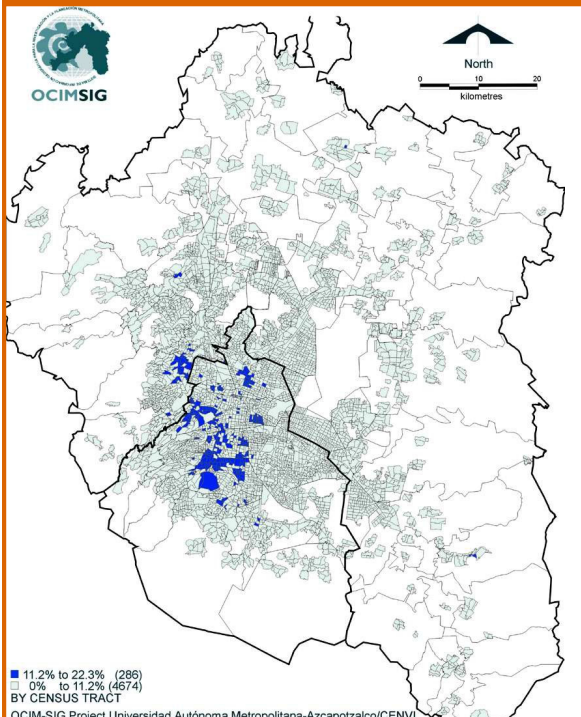 OCIMSIG
North
0 10 20
kilometres
11.2% to 22.3% (286)
0% to 11.2% (4674)
BY CENSUS TRACT
OCIM-SIG Project Universidad Autónoma Metropolitana-Azcapotzalco/CENVI